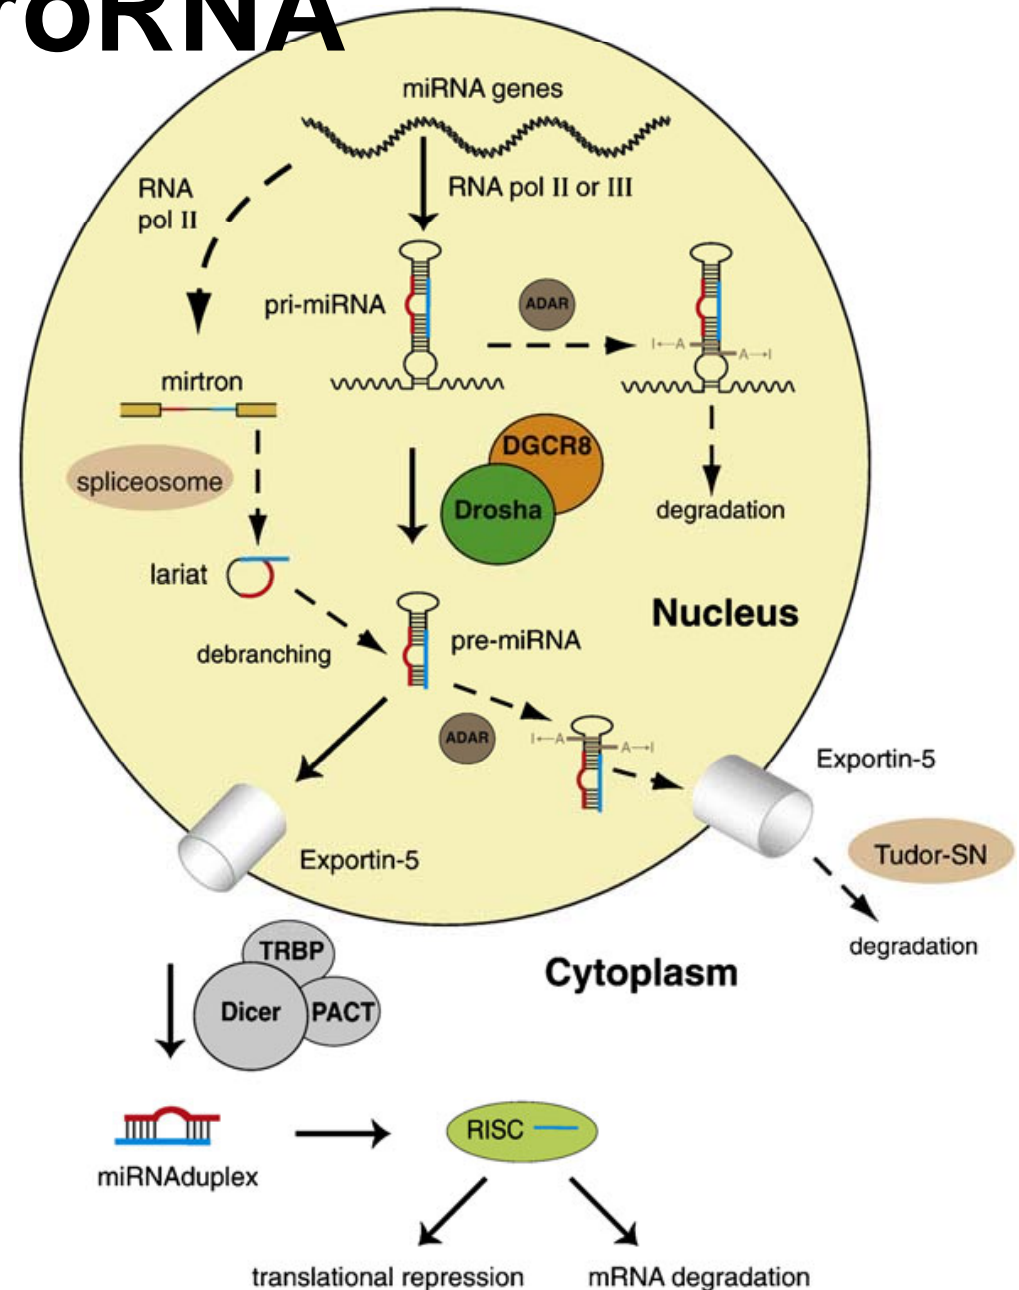 roRNA
miRNA genes
RNA
pol II
RNA pol II or III
pri-miRNA
ADAR
I←A
A→I
mirtron
DGCR8
spliceosome
Drosha
degradation
lariat
Nucleus
pre-miRNA
debranching
ADAR
I←A
A→I
Exportin-5
Tudor-SN
Exportin-5
degradation
TRBP
Cytoplasm
Dicer
PACT
RISC
miRNAduplex
translational repression
mRNA degradation